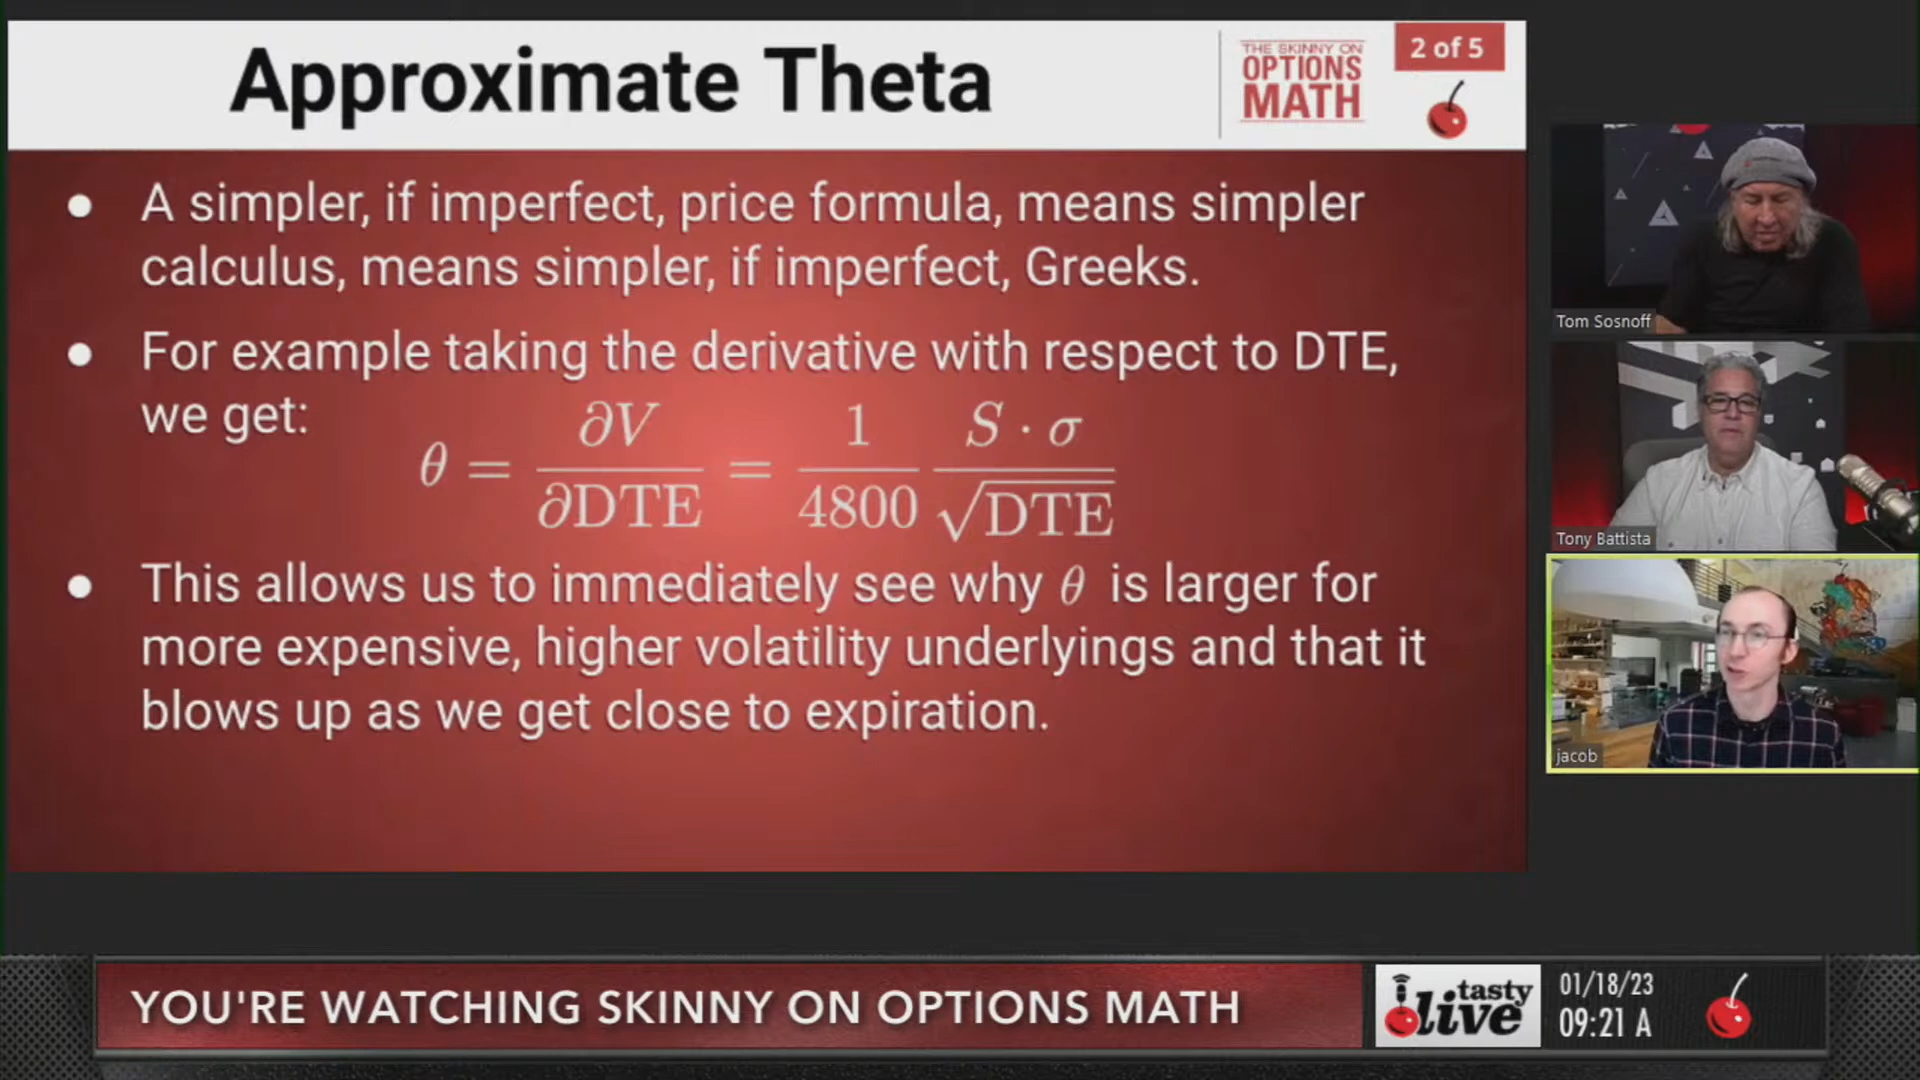 Approximate Theta
THE SKINNY ON
OPTIONS
MATH
2 of 5
• A simpler, if imperfect, price formula, means simpler
calculus, means simpler, if imperfect, Greeks.
• For example taking the derivative with respect to DTE,
we get:
θ = ∂V/∂DTE = 1/4800 S · σ/√DTE
• This allows us to immediately see why θ is larger for
more expensive, higher volatility underlyings and that it
blows up as we get close to expiration.
Tom Sosnoff
Tony Battista
jacob
YOU'RE WATCHING SKINNY ON OPTIONS MATH
tasty
live
01/18/23
09:21 A